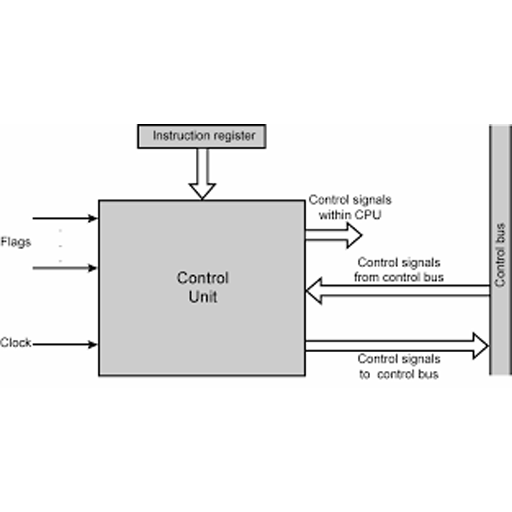 Instruction register
Control signals
within CPU
Flags
Control
Unit
Control signals
from control bus
Control bus
Clock
Control signals
to control bus